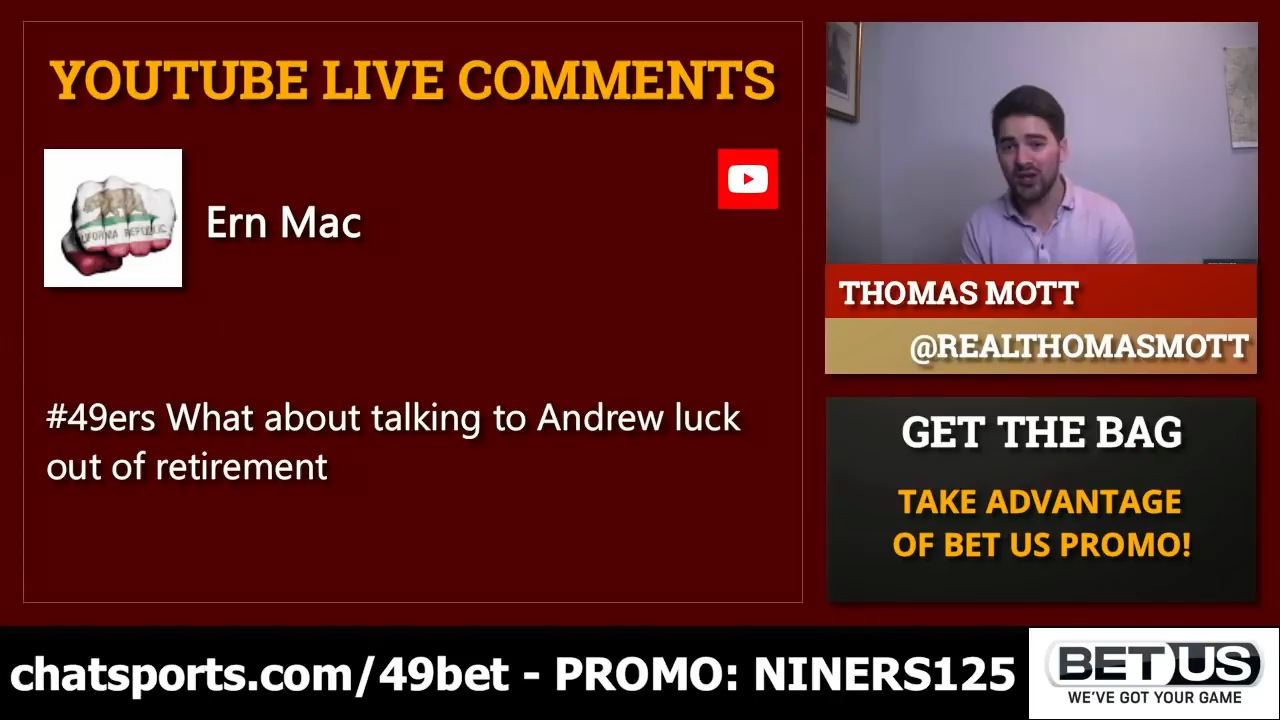 YOUTUBE LIVE COMMENTS
Ern Mac
CALIFORNIA REPUBLIC
#49ers What about talking to Andrew luck
out of retirement
THOMAS MOTT
@REALTHOMASMOTT
GET THE BAG
TAKE ADVANTAGE
OF BET US PROMO!
chatsports.com/49bet - PROMO: NINERS125
BETUS
WE'VE GOT YOUR GAME